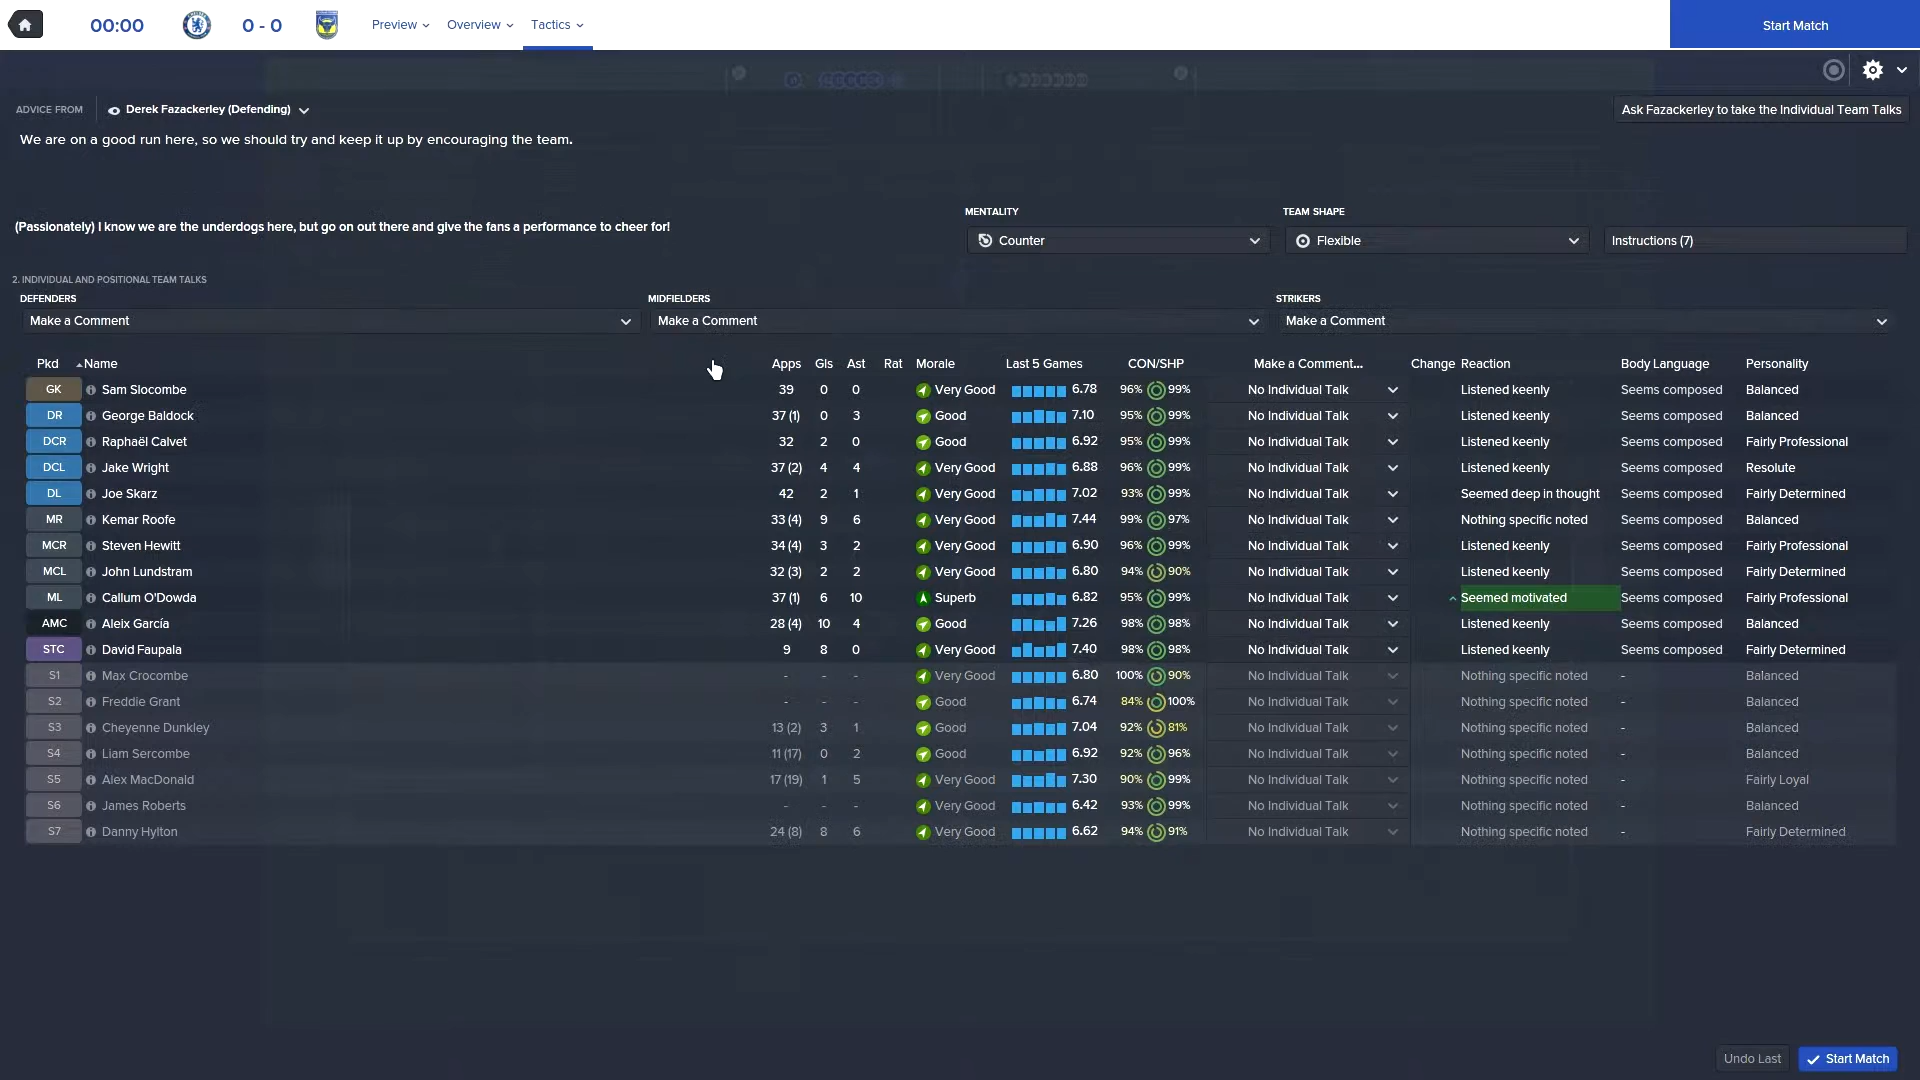 00:00 0 - 0 Preview Overview Tactics Start Match
ADVICE FROM Derek Fazackerley (Defending) Ask Fazackerley to take the Individual Team Talks
We are on a good run here, so we should try and keep it up by encouraging the team.
MENTALITY TEAM SHAPE
(Passionately) I know we are the underdogs here, but go on out there and give the fans a performance to cheer for!
Counter Flexible Instructions (7)
2. INDIVIDUAL AND POSITIONAL TEAM TALKS
DEFENDERS MIDFIELDERS STRIKERS
Make a Comment Make a Comment Make a Comment
Pkd Name Apps Gls Ast Rat Morale Last 5 Games CON/SHP Make a Comment... Change Reaction Body Language Personality
GK Sam Slocombe 39 0 0 Very Good 6.78 96% 99% No Individual Talk Listened keenly Seems composed Balanced
DR George Baldock 37 (1) 0 3 Good 7.10 95% 99% No Individual Talk Listened keenly Seems composed Balanced
DCR Raphaël Calvet 32 2 0 Good 6.92 95% 99% No Individual Talk Listened keenly Seems composed Fairly Professional
DCL Jake Wright 37 (2) 4 4 Very Good 6.88 96% 99% No Individual Talk Listened keenly Seems composed Resolute
DL Joe Skarz 42 2 1 Very Good 7.02 93% 99% No Individual Talk Seemed deep in thought Seems composed Fairly Determined
MR Kemar Roofe 33 (4) 9 6 Very Good 7.44 99% 97% No Individual Talk Nothing specific noted Seems composed Balanced
MCR Steven Hewitt 34 (4) 3 2 Very Good 6.90 96% 99% No Individual Talk Listened keenly Seems composed Fairly Professional
MCL John Lundstram 32 (3) 2 2 Very Good 6.80 94% 90% No Individual Talk Listened keenly Seems composed Fairly Determined
ML Callum O'Dowda 37 (1) 6 10 Superb 6.82 95% 99% No Individual Talk Seemed motivated Seems composed Fairly Professional
AMC Aleix García 28 (4) 10 4 Good 7.26 98% 98% No Individual Talk Listened keenly Seems composed Balanced
STC David Faupala 9 8 0 Very Good 7.40 98% 98% No Individual Talk Listened keenly Seems composed Fairly Determined
S1 Max Crocombe - - - Very Good 6.80 100% 90% No Individual Talk Nothing specific noted - Balanced
S2 Freddie Grant - - - Good 6.74 84% 100% No Individual Talk Nothing specific noted - Balanced
S3 Cheyenne Dunkley 13 (2) 3 1 Good 7.04 92% 81% No Individual Talk Nothing specific noted - Balanced
S4 Liam Sercombe 11 (17) 0 2 Good 6.92 92% 96% No Individual Talk Nothing specific noted - Balanced
S5 Alex MacDonald 17 (19) 1 5 Very Good 7.30 90% 99% No Individual Talk Nothing specific noted - Fairly Loyal
S6 James Roberts - - - Very Good 6.42 93% 99% No Individual Talk Nothing specific noted - Balanced
S7 Danny Hylton 24 (8) 8 6 Very Good 6.62 94% 91% No Individual Talk Nothing specific noted - Fairly Determined
Undo Last Start Match